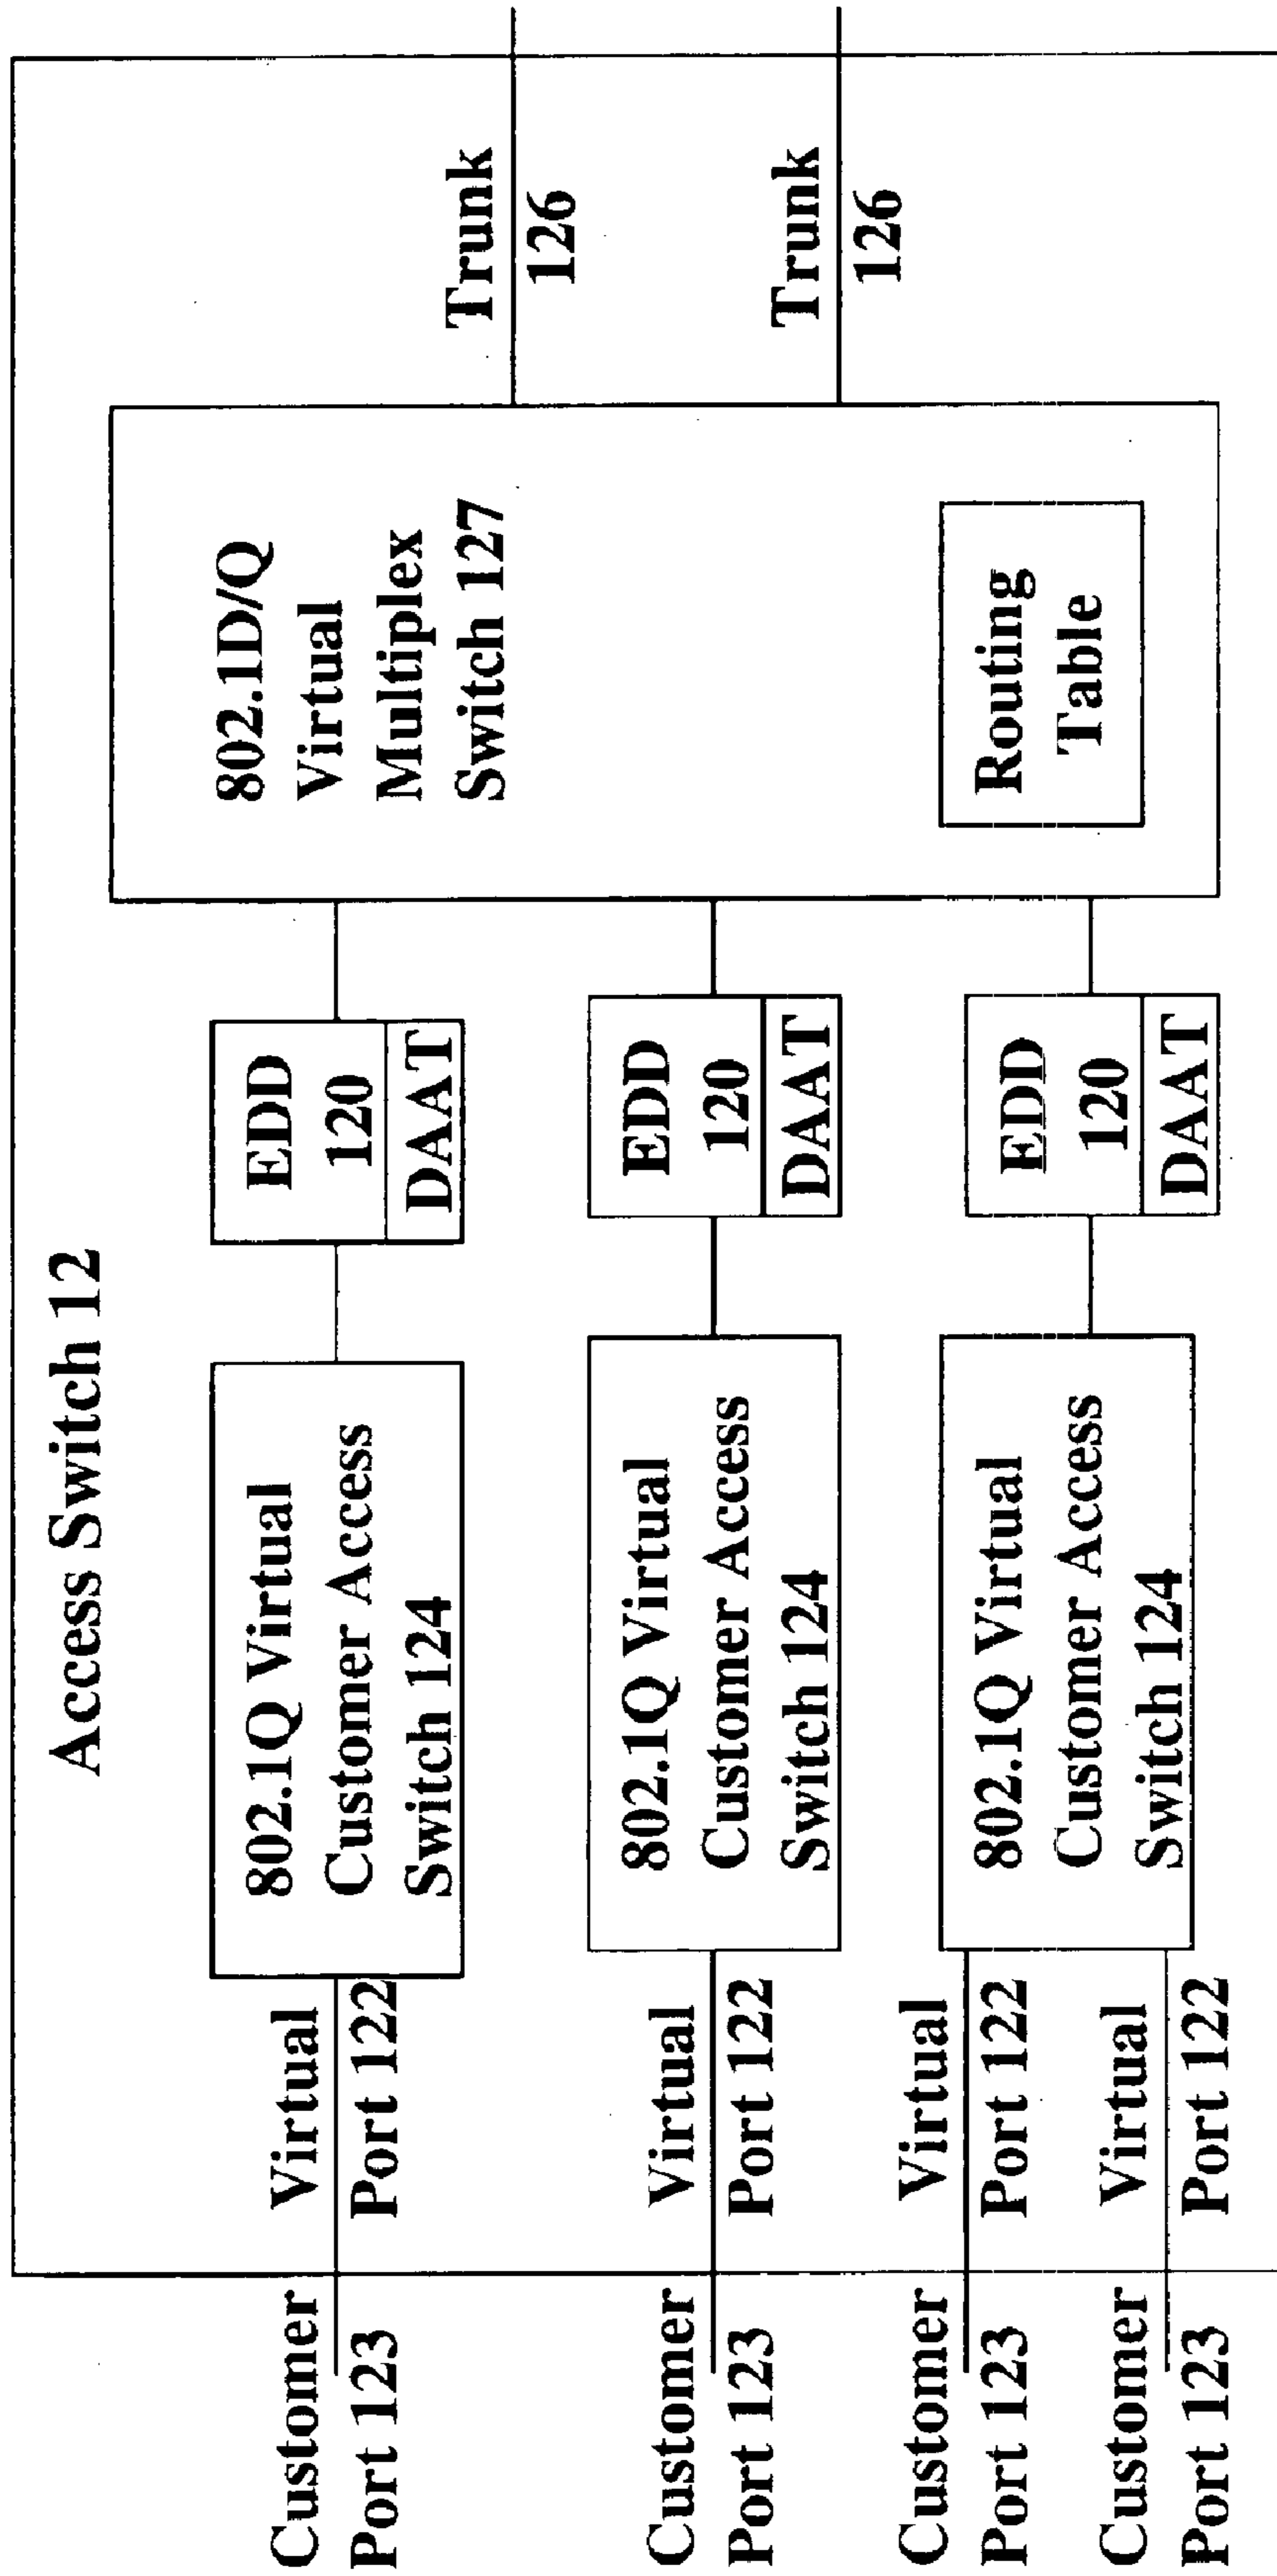 Access Switch 12
Customer
Port 123
Virtual
Port 122
802.1Q Virtual
Customer Access
Switch 124
EDD
120
DAAT
802.1D/Q
Virtual
Multiplex
Switch 127
Trunk
126
Customer
Port 123
Virtual
Port 122
802.1Q Virtual
Customer Access
Switch 124
EDD
120
DAAT
Trunk
126
Customer
Port 123
Virtual
Port 122
802.1Q Virtual
Customer Access
Switch 124
EDD
120
DAAT
Routing
Table
Customer
Port 123
Virtual
Port 122